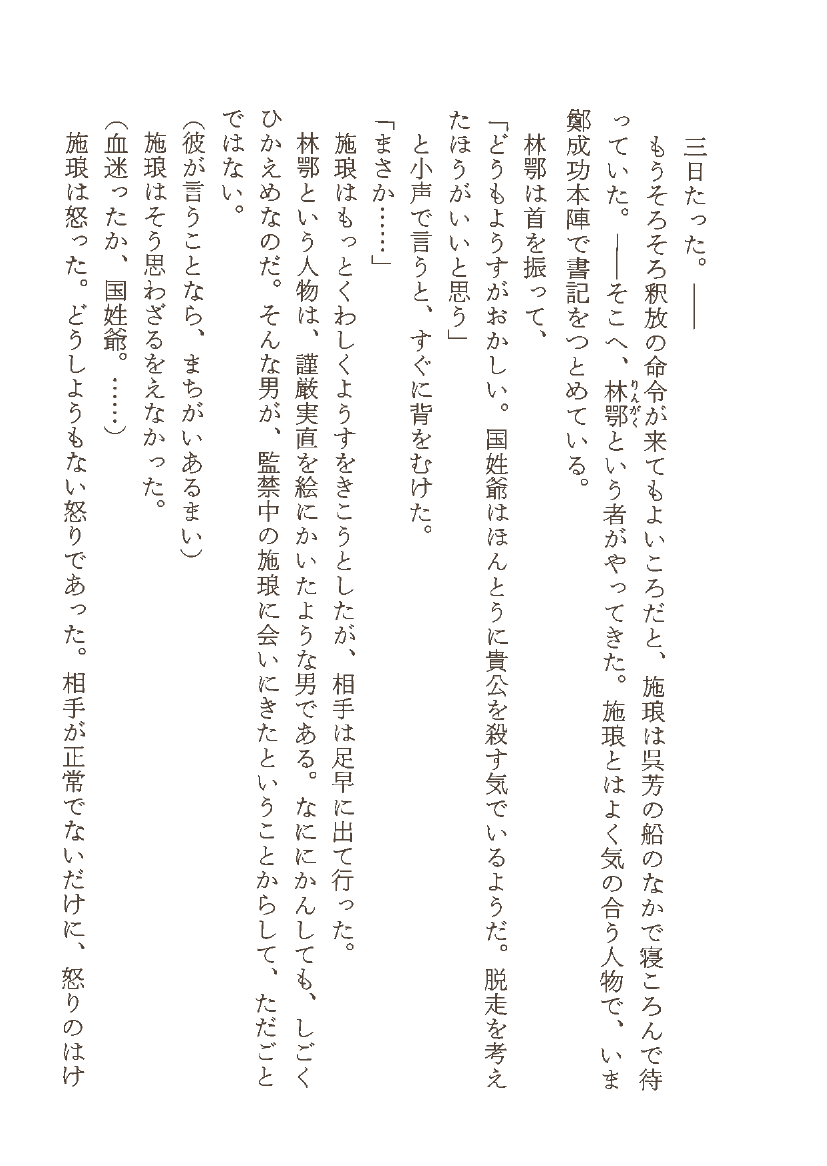 三日たった。――
もうそろそろ釈放の命令が来てもよいころだと、施琅は呉芳の船のなかで寝ころんで待
っていた。――そこへ、林鄂という者がやってきた。施琅とはよく気の合う人物で、いま
りんがく
鄭成功本陣で書記をつとめている。
林鄂は首を振って、
「どうもようすがおかしい。国姓爺はほんとうに貴公を殺す気でいるようだ。脱走を考え
たほうがいいと思う」
と小声で言うと、すぐに背をむけた。
「まさか……」
施琅はもっとくわしくようすをきこうとしたが、相手は足早に出て行った。
林鄂という人物は、謹厳実直を絵にかいたような男である。なににかんしても、しごく
ひかえめなのだ。そんな男が、監禁中の施琅に会いにきたということからして、ただごと
ではない。
（彼が言うことなら、まちがいあるまい）
施琅はそう思わざるをえなかった。
（血迷ったか、国姓爺。……）
施琅は怒った。どうしようもない怒りであった。相手が正常でないだけに、怒りのはけ